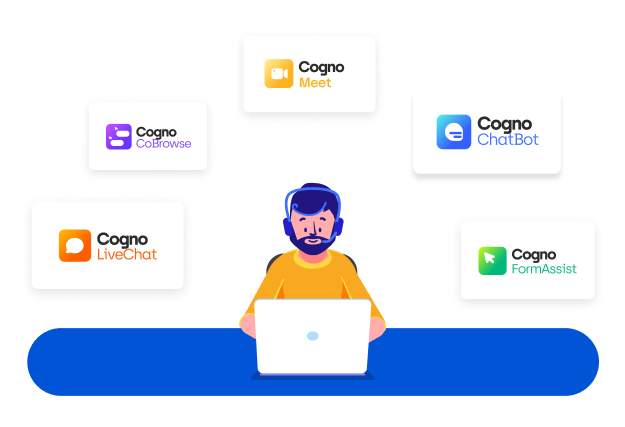 Cogno
Meet
Cogno
CoBrowse
Cogno
ChatBot
Cogno
LiveChat
Cogno
FormAssist